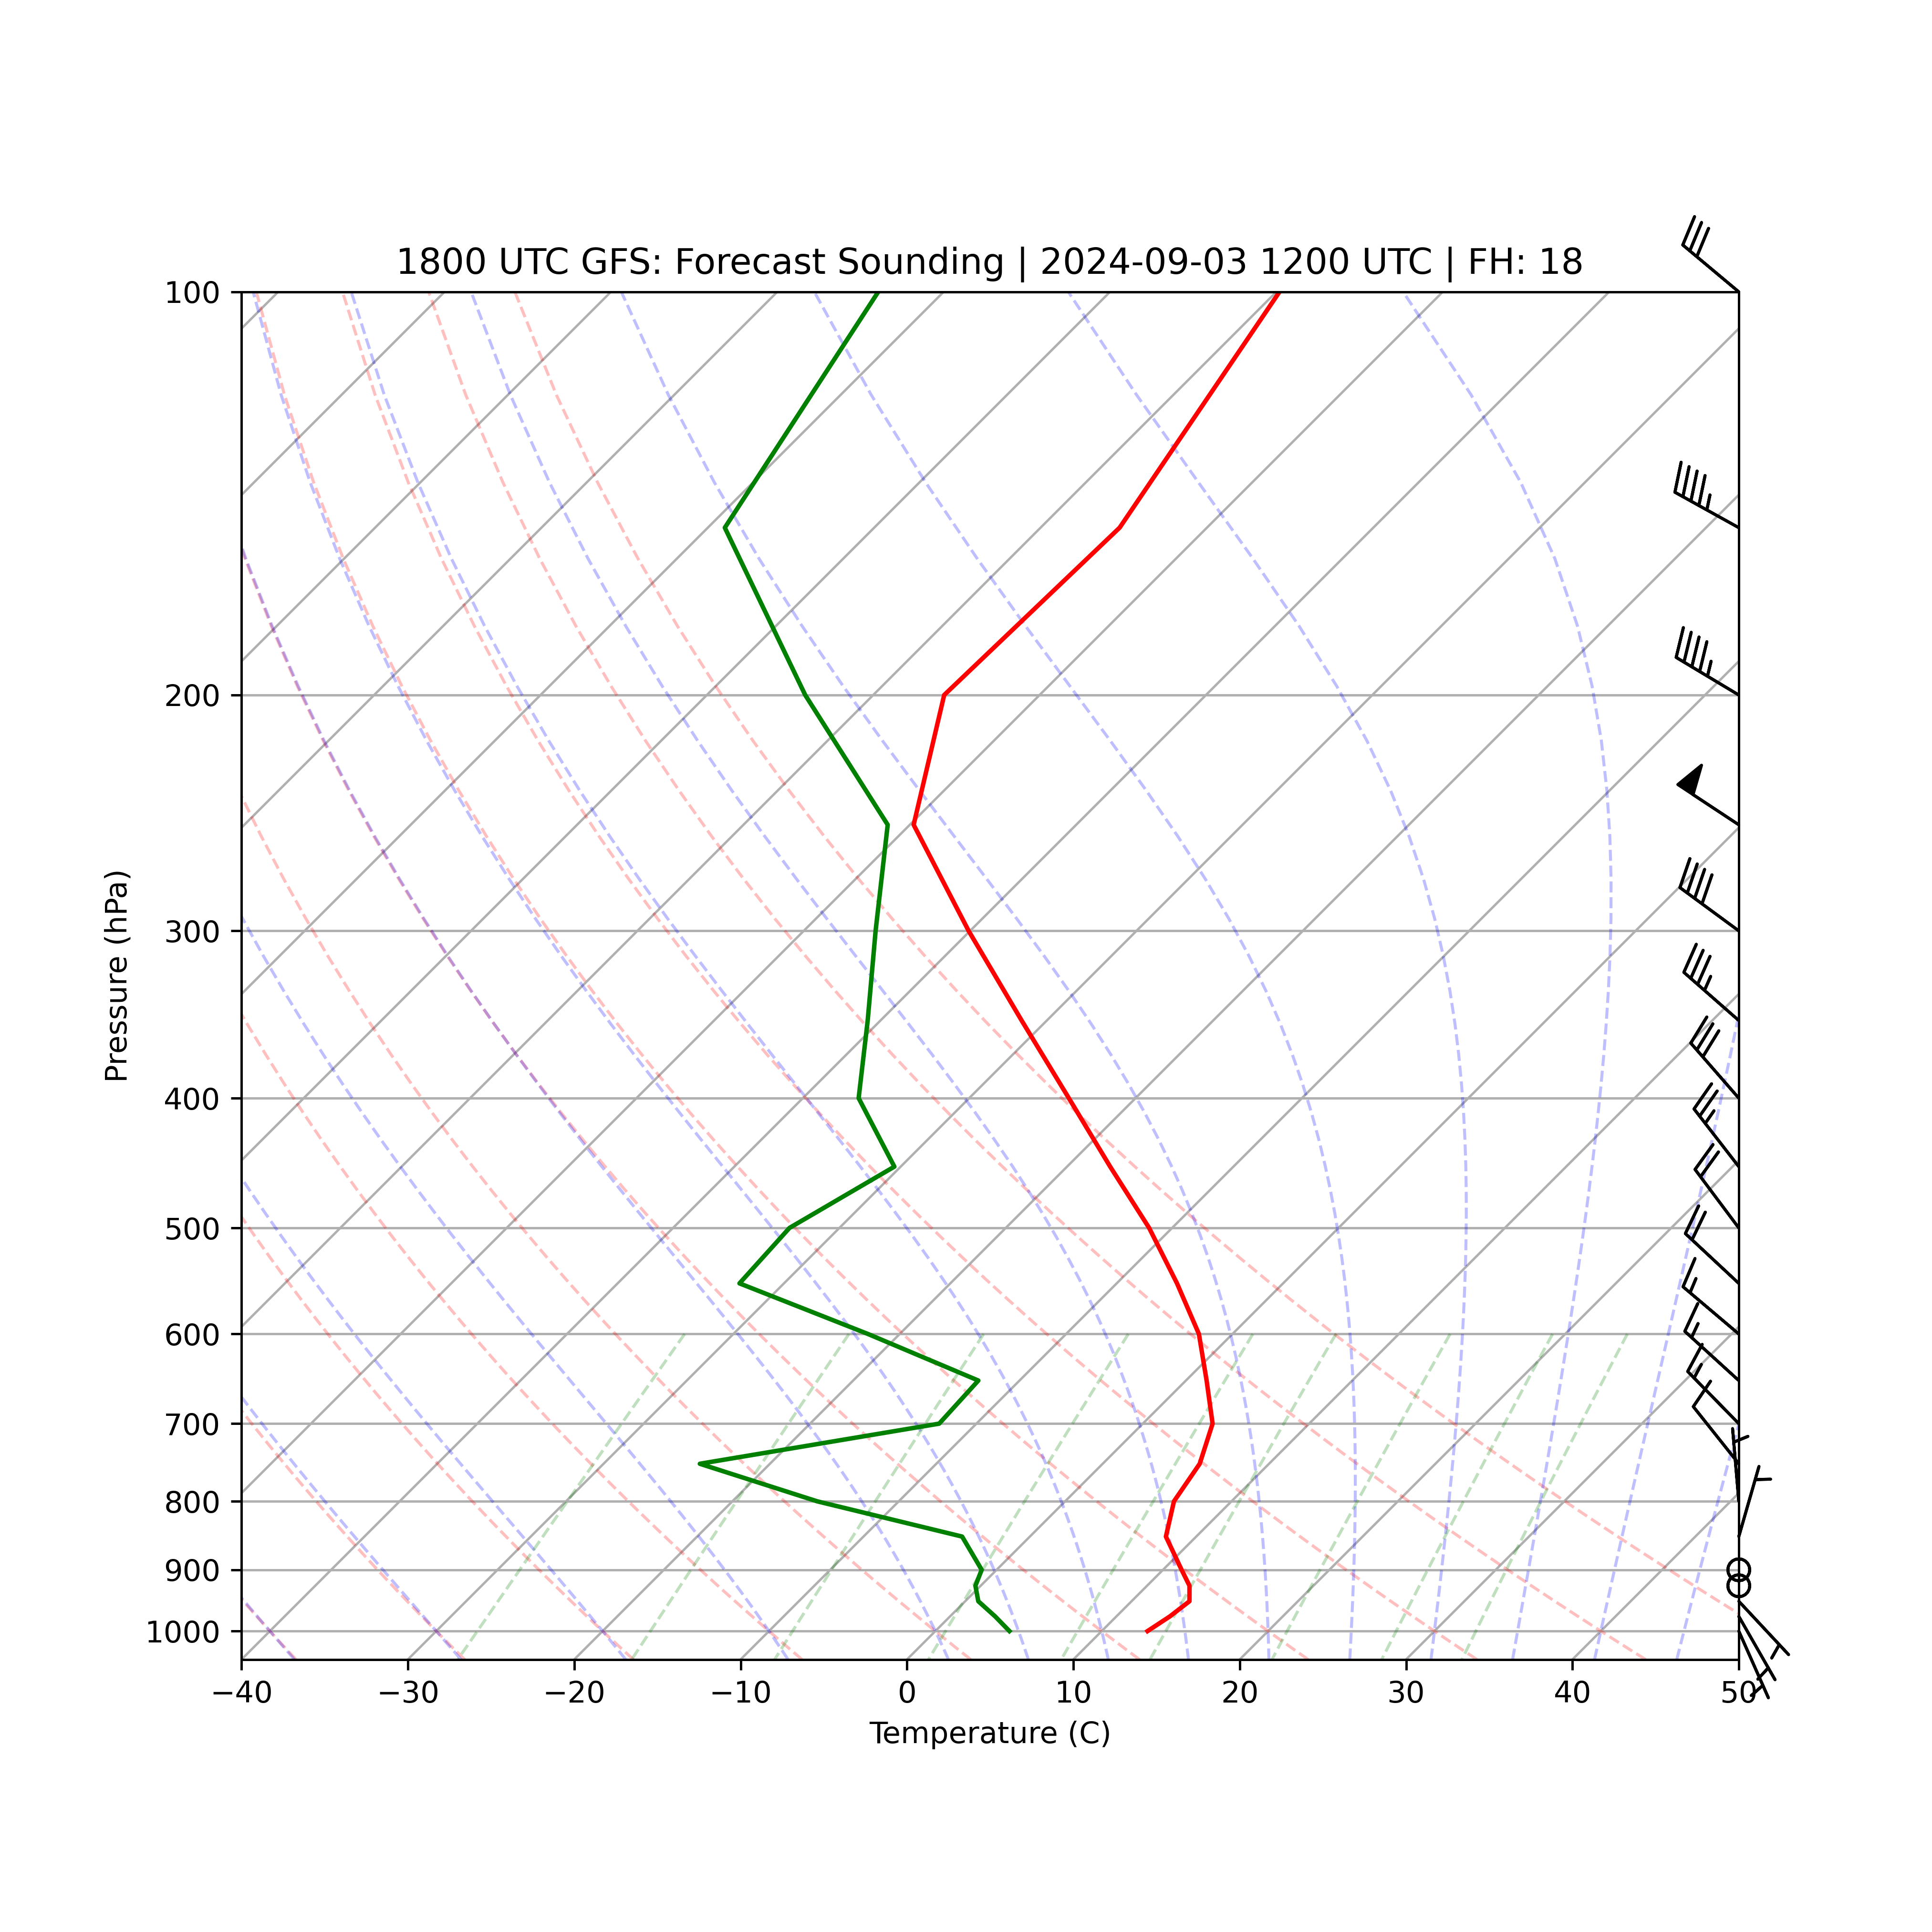 1800 UTC GFS: Forecast Sounding | 2024-09-03 1200 UTC | FH: 18
100
200
300
400
500
600
700
800
900
1000
Pressure (hPa)
−40 −30 −20 −10 0 10 20 30 40 50
Temperature (C)